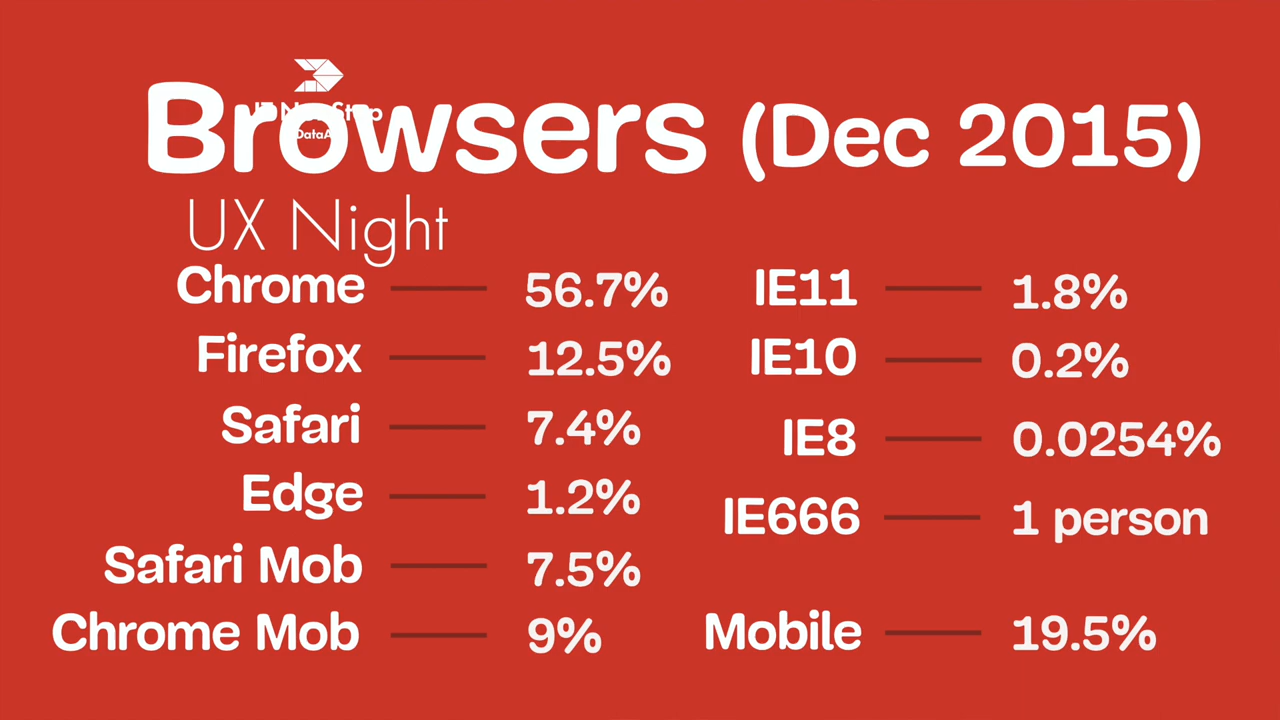 Browsers (Dec 2015)
UX Night
Chrome 56.7%
Firefox 12.5%
Safari 7.4%
Edge 1.2%
Safari Mob 7.5%
Chrome Mob 9%
IE11 1.8%
IE10 0.2%
IE8 0.0254%
IE666 1 person
Mobile 19.5%